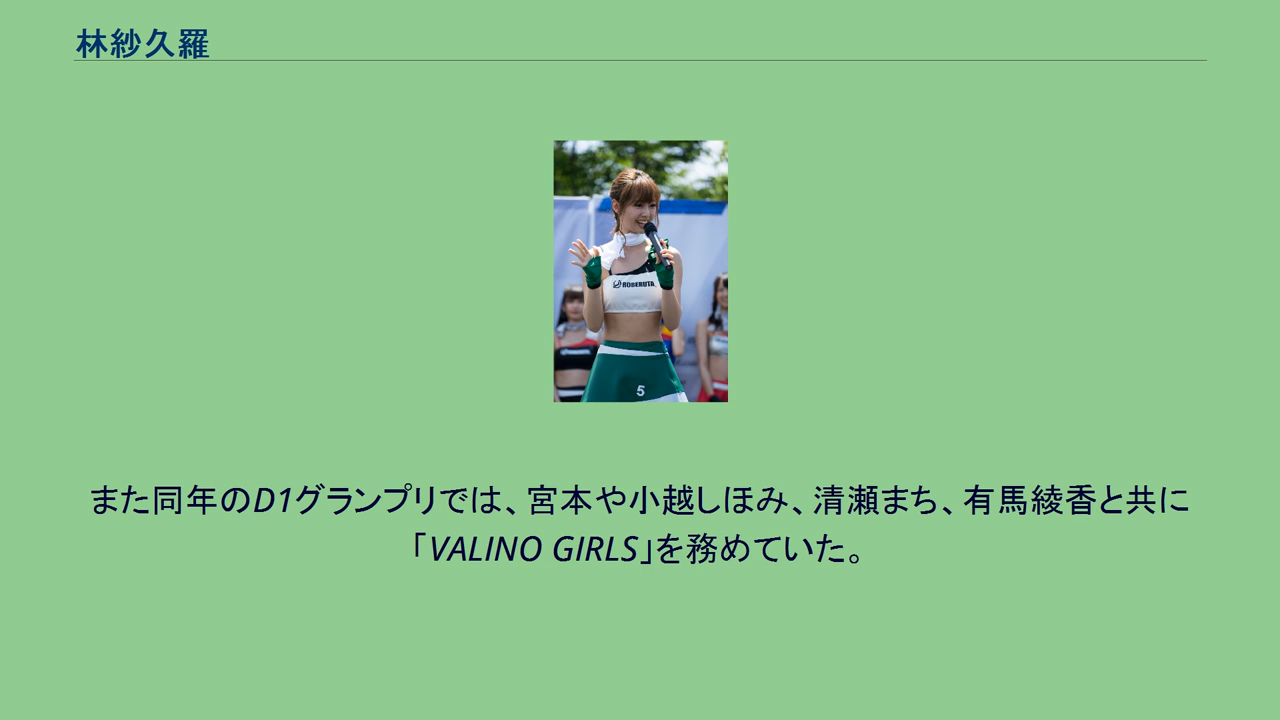 林紗久羅
ROBERUTA
5
また同年のD1グランプリでは、宮本や小越しほみ、清瀬まち、有馬綾香と共に
「VALINO GIRLS」を務めていた。